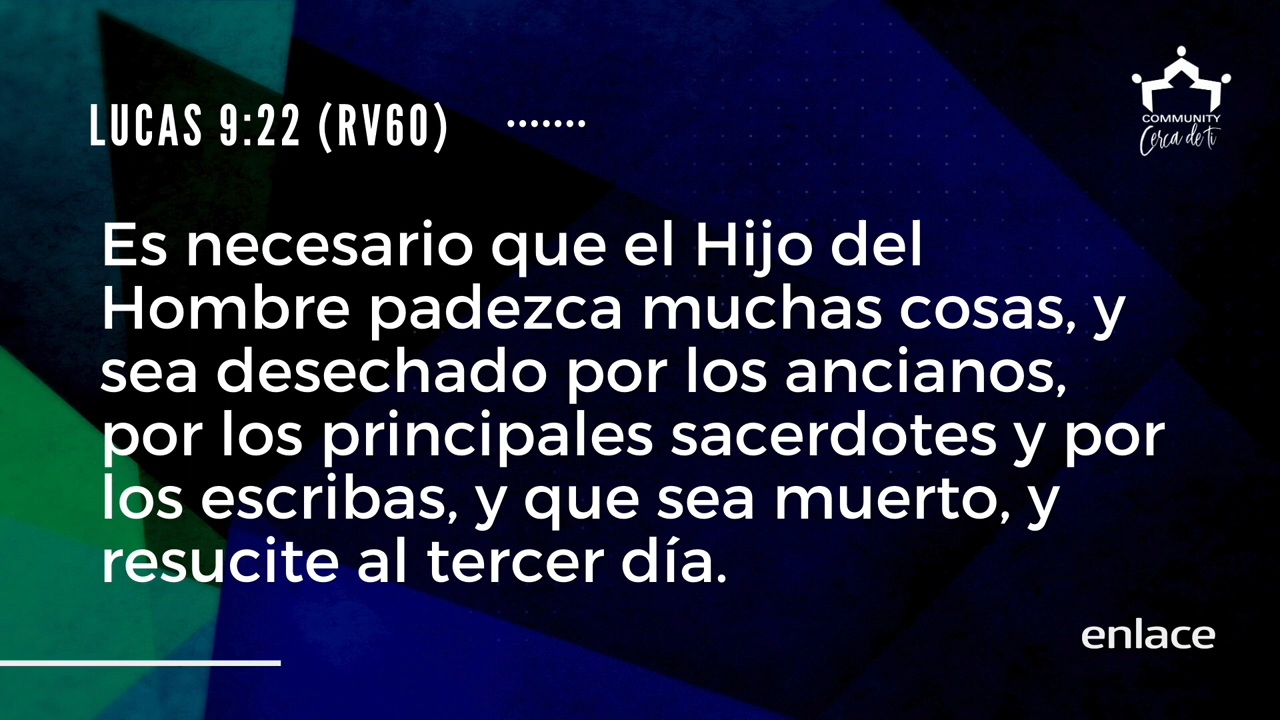 LUCAS 9:22 (RV60)
COMMUNITY
Cerca de ti
Es necesario que el Hijo del
Hombre padezca muchas cosas, y
sea desechado por los ancianos,
por los principales sacerdotes y por
los escribas, y que sea muerto, y
resucite al tercer día.
enlace